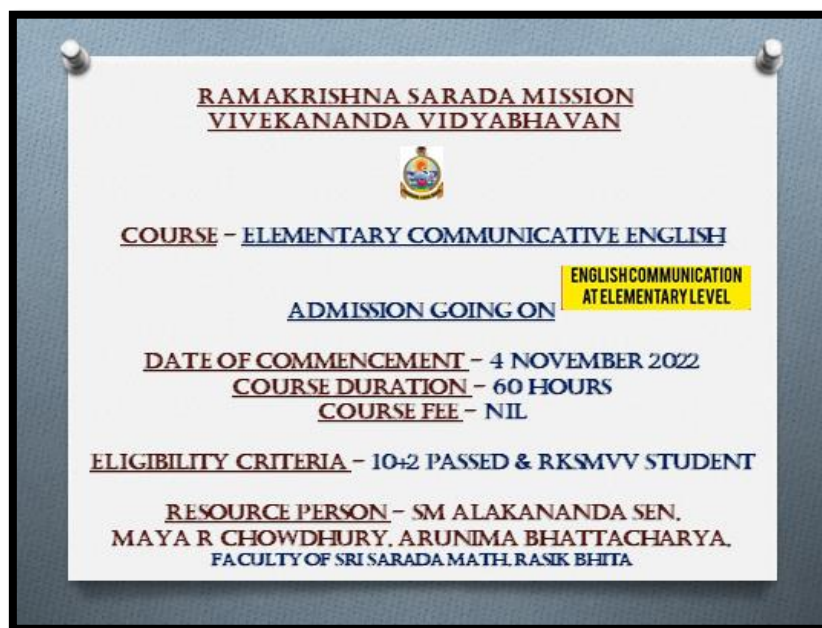 RAMAKRISHNA SARADA MISSION
VIVEKANANDA VIDYABHAVAN
COURSE – ELEMENTARY COMMUNICATIVE ENGLISH
ENGLISH COMMUNICATION
AT ELEMENTARY LEVEL
ADMISSION GOING ON
DATE OF COMMENCEMENT – 4 NOVEMBER 2022
COURSE DURATION – 60 HOURS
COURSE FEE – NIL
ELIGIBILITY CRITERIA – 10+2 PASSED & RKSMVV STUDENT
RESOURCE PERSON – SM ALAKANANDA SEN,
MAYA R CHOWDHURY, ARUNIMA BHATTACHARYA,
FACULTY OF SRI SARADA MATH, RASIK BHITA